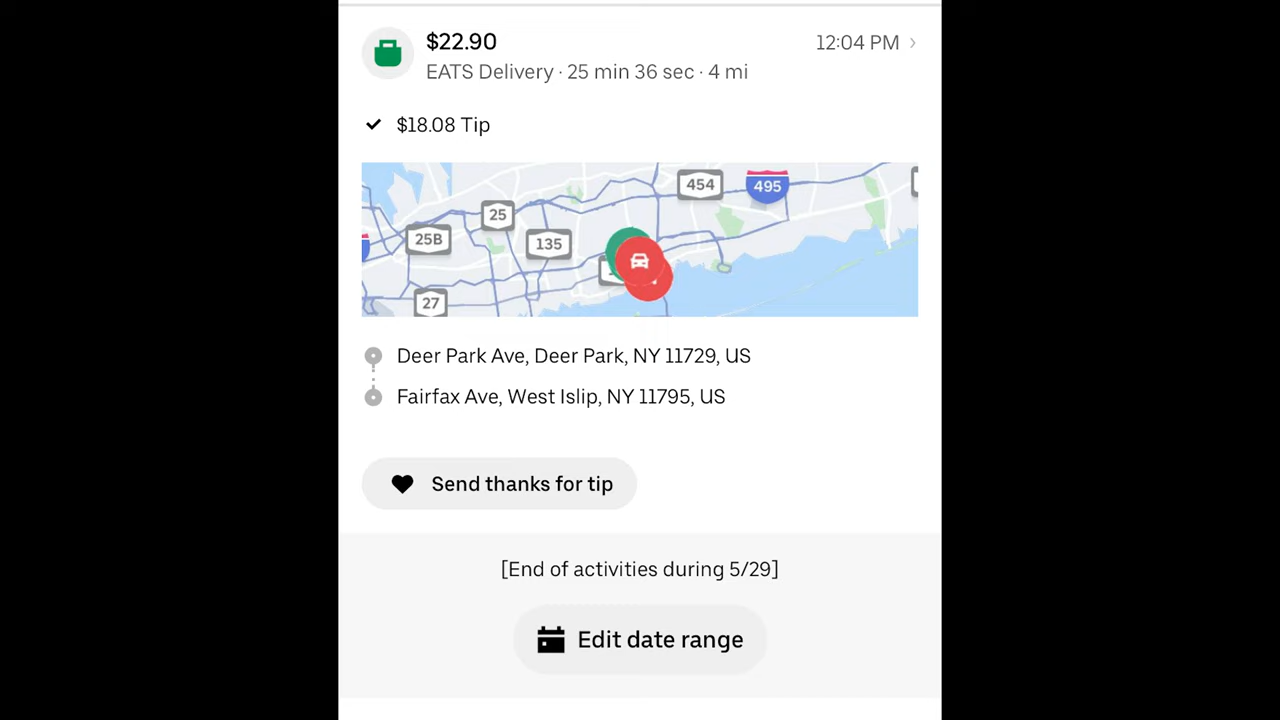 $22.90
12:04 PM
EATS Delivery · 25 min 36 sec · 4 mi
$18.08 Tip
454
495
25
25B
135
27
Deer Park Ave, Deer Park, NY 11729, US
Fairfax Ave, West Islip, NY 11795, US
Send thanks for tip
[End of activities during 5/29]
Edit date range